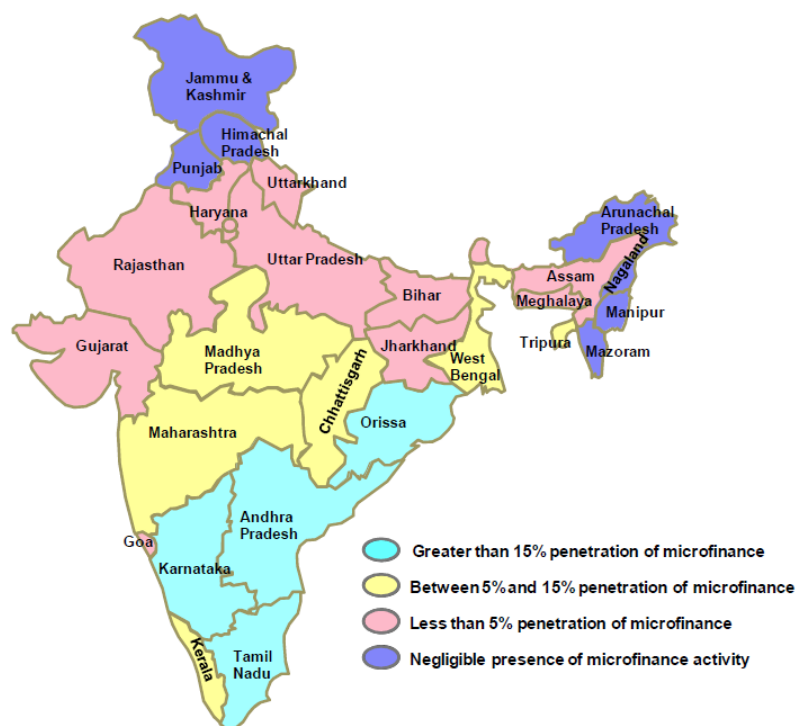 Jammu &
Kashmir
Himachal
Pradesh
Punjab
Uttarkhand
Haryana
Arunachal
Pradesh
Rajasthan
Uttar Pradesh
Nagaland
Assam
Bihar
Meghalaya
Manipur
Gujarat
Jharkhand
Tripura
Madhya
Pradesh
West
Bengal
Mazoram
Chhattisgarh
Maharashtra
Orissa
Andhra
Pradesh
Goa
Karnataka
Kerala
Tamil
Nadu
Greater than 15% penetration of microfinance
Between 5% and 15% penetration of microfinance
Less than 5% penetration of microfinance
Negligible presence of microfinance activity